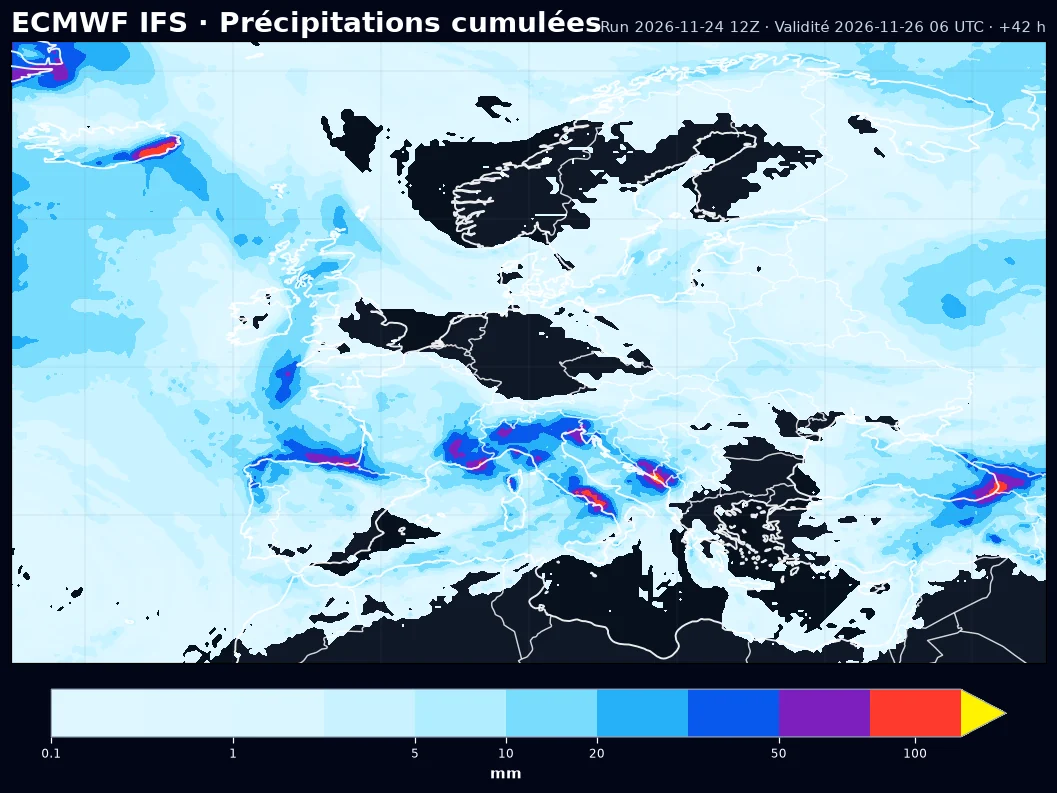 ECMWF IFS · Précipitations cumulées
Run 2026-11-24 12Z · Validité 2026-11-26 06 UTC · +42 h
0.1 1 5 10 20 50 100
mm